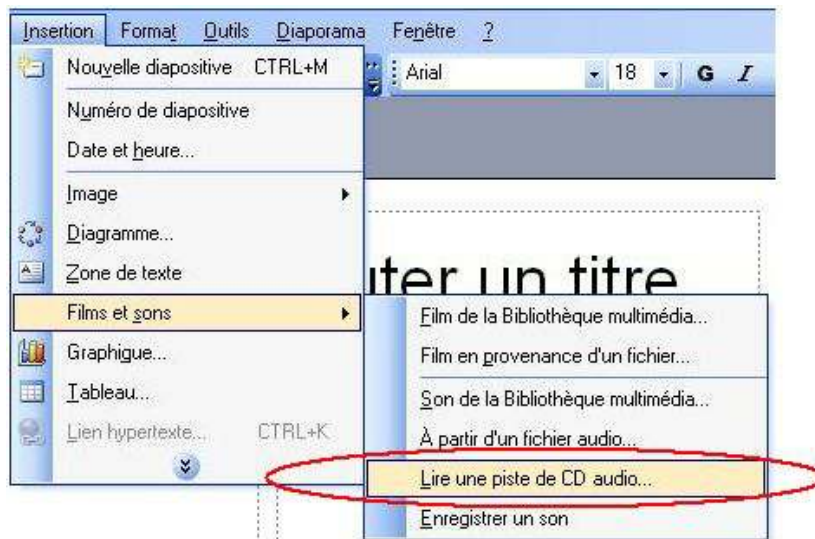 Insertion Format Outils Diaporama Fenêtre ?
Nouvelle diapositive CTRL+M
Arial 18 G I
Numéro de diapositive
Date et heure...
Image
Diagramme...
Zone de texte
uter un titre
Films et sons
Graphique...
Tableau...
Lien hypertexte... CTRL+K
Film de la Bibliothèque multimédia...
Film en provenance d'un fichier...
Son de la Bibliothèque multimédia...
À partir d'un fichier audio...
Lire une piste de CD audio...
Enregistrer un son